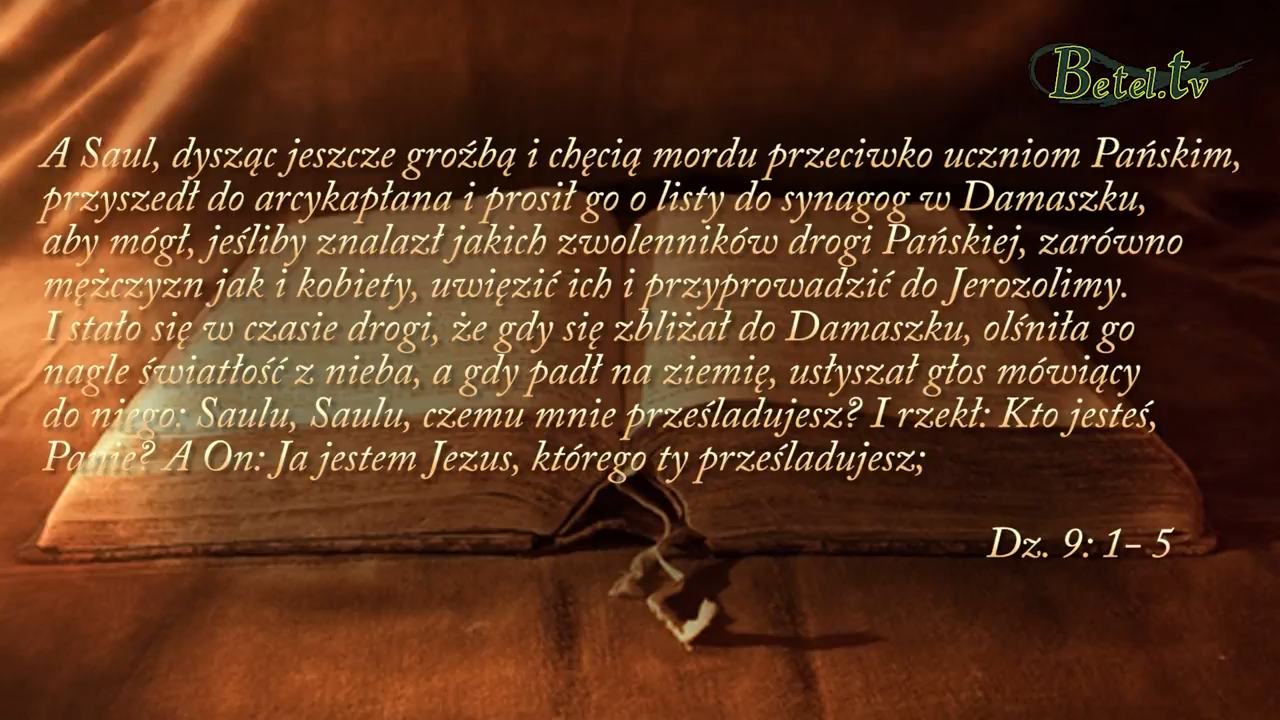 Betel.tv
A Saul, dysząc jeszcze groźbą i chęcią mordu przeciwko uczniom Pańskim,
przyszedł do arcykapłana i prosił go o listy do synagog w Damaszku,
aby mógł, jeśliby znalazł jakich zwolenników drogi Pańskiej, zarówno
mężczyzn jak i kobiety, uwięzić ich i przyprowadzić do Jerozolimy.
I stało się w czasie drogi, że gdy się zbliżał do Damaszku, olśniła go
nagle światłość z nieba, a gdy padł na ziemię, usłyszał głos mówiący
do niego: Saulu, Saulu, czemu mnie prześladujesz? I rzekł: Kto jesteś,
Panie? A On: Ja jestem Jezus, którego ty prześladujesz;
Dz. 9: 1– 5